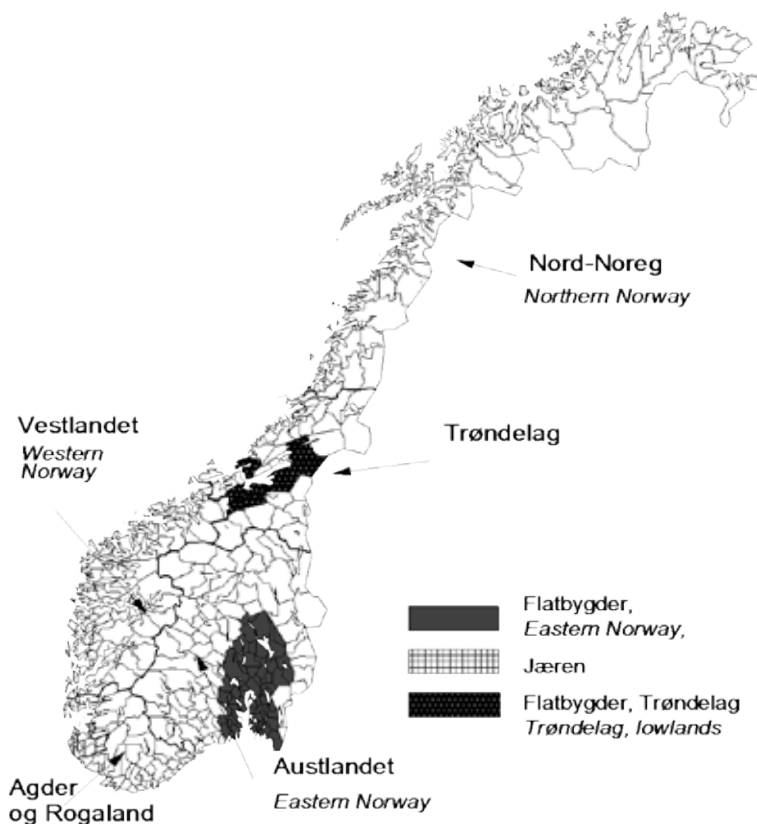 Nord-Noreg
Northern Norway
Vestlandet
Western
Norway
Trøndelag
Flatbygder,
Eastern Norway,
Jæren
Flatbygder, Trøndelag
Trøndelag, lowlands
Austlandet
Eastern Norway
Agder
og Rogaland